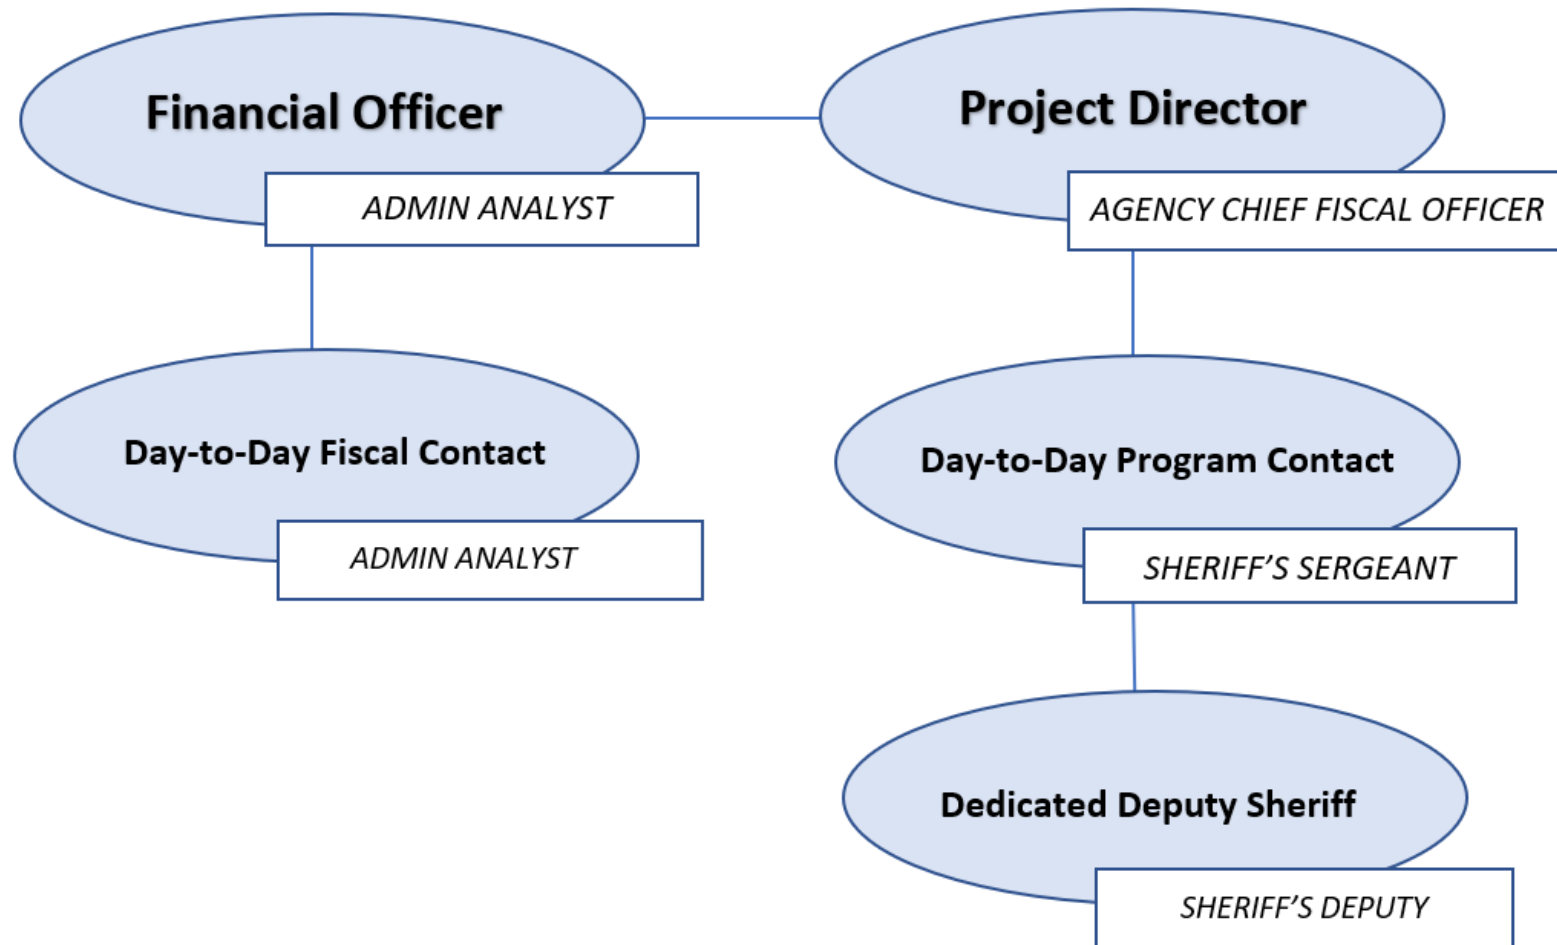 Financial Officer
ADMIN ANALYST
Project Director
AGENCY CHIEF FISCAL OFFICER
Day-to-Day Fiscal Contact
ADMIN ANALYST
Day-to-Day Program Contact
SHERIFF’S SERGEANT
Dedicated Deputy Sheriff
SHERIFF’S DEPUTY